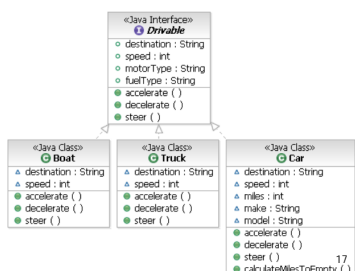 «Java Interface»
Drivable
destination : String
speed : int
motorType : String
fuelType : String
accelerate ( )
decelerate ( )
steer ( )
«Java Class»
Boat
destination : String
speed : int
accelerate ( )
decelerate ( )
steer ( )
«Java Class»
Truck
destination : String
speed : int
accelerate ( )
decelerate ( )
steer ( )
«Java Class»
Car
destination : String
speed : int
miles : int
make : String
model : String
accelerate ( )
decelerate ( )
steer ( )
calculateMilesToEmpty ( )
17